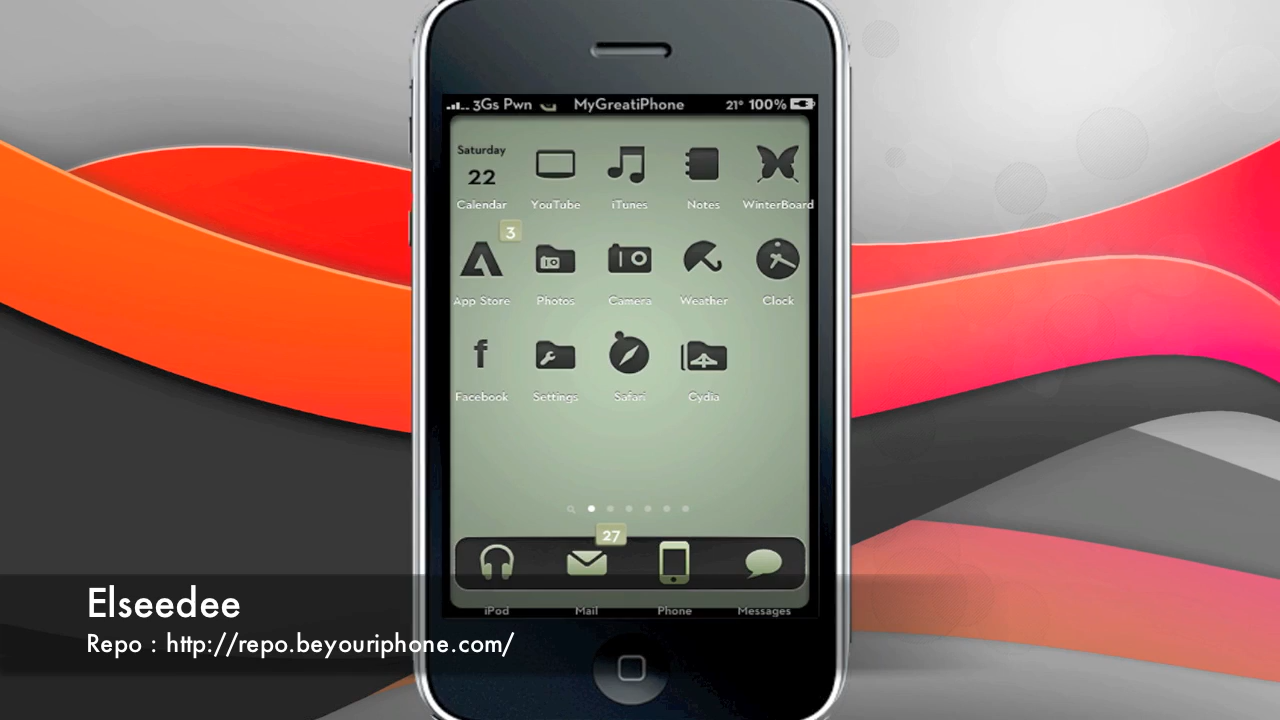 3Gs Pwn MyGreatiPhone 21° 100%
Saturday
22
Calendar YouTube iTunes Notes WinterBoard
3
App Store Photos Camera Weather Clock
f
Facebook Settings Safari Cydia
27
iPod Mail Phone Messages
Elseedee
Repo : http://repo.beyouriphone.com/